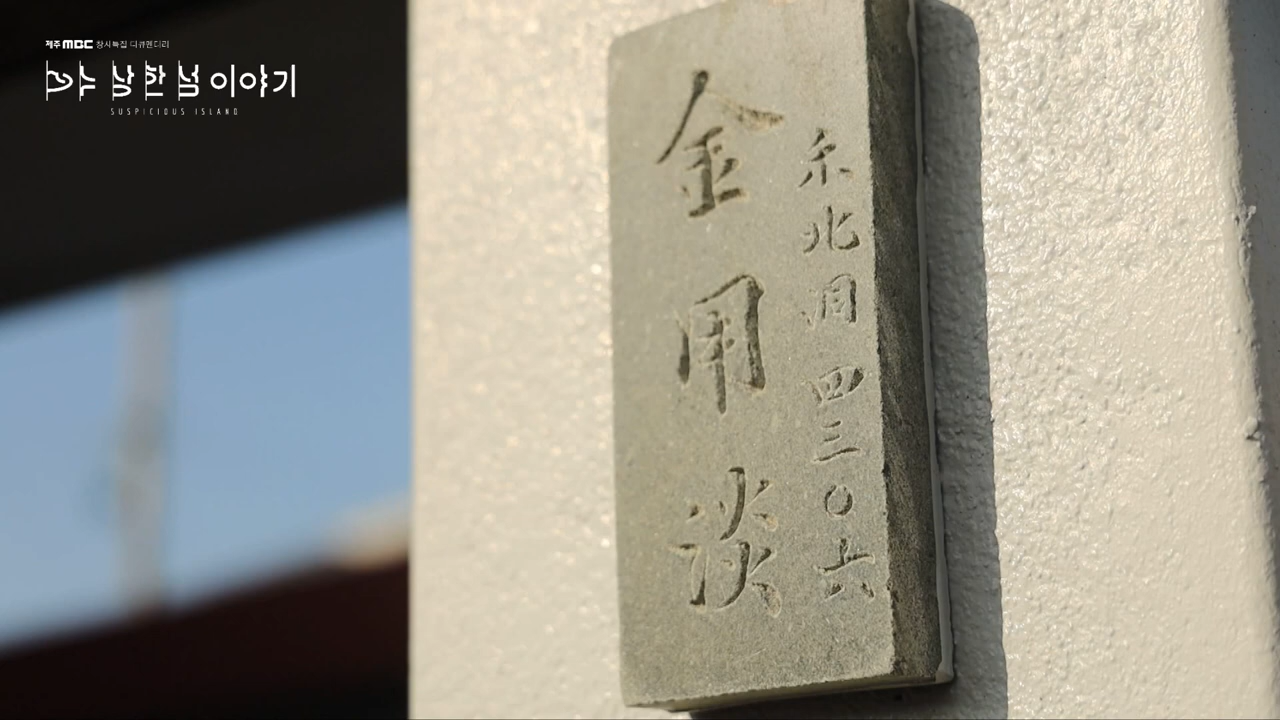 제주MBC 창사특집 다큐멘터리
수상한 섬 이야기
SUSPICIOUS ISLAND
禾北洞 四三〇六
金用談